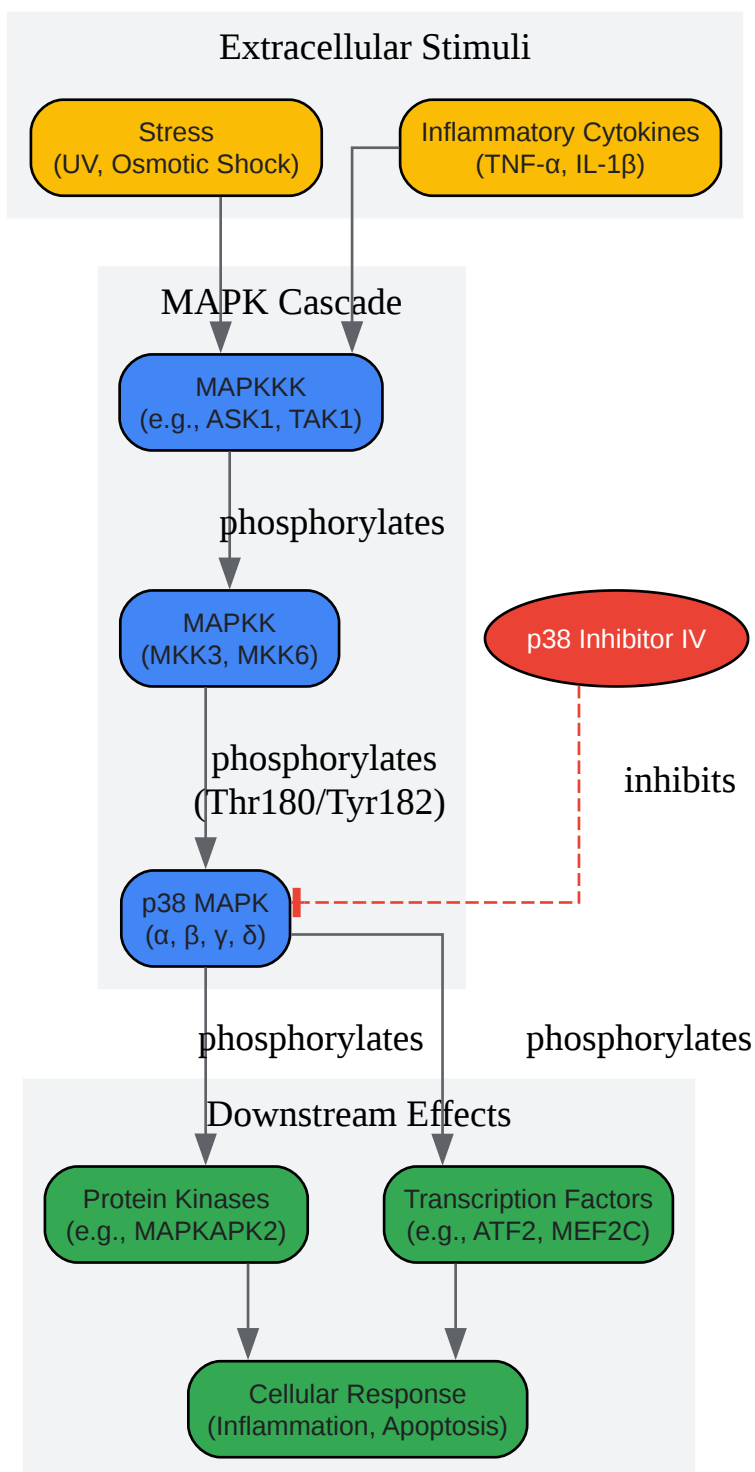 Extracellular Stimuli
Stress
(UV, Osmotic Shock)
Inflammatory Cytokines
(TNF-α, IL-1β)
MAPK Cascade
MAPKKK
(e.g., ASK1, TAK1)
phosphorylates
MAPKK
(MKK3, MKK6)
p38 Inhibitor IV
phosphorylates
(Thr180/Tyr182)
inhibits
p38 MAPK
(α, β, γ, δ)
phosphorylates
phosphorylates
Downstream Effects
Protein Kinases
(e.g., MAPKAPK2)
Transcription Factors
(e.g., ATF2, MEF2C)
Cellular Response
(Inflammation, Apoptosis)